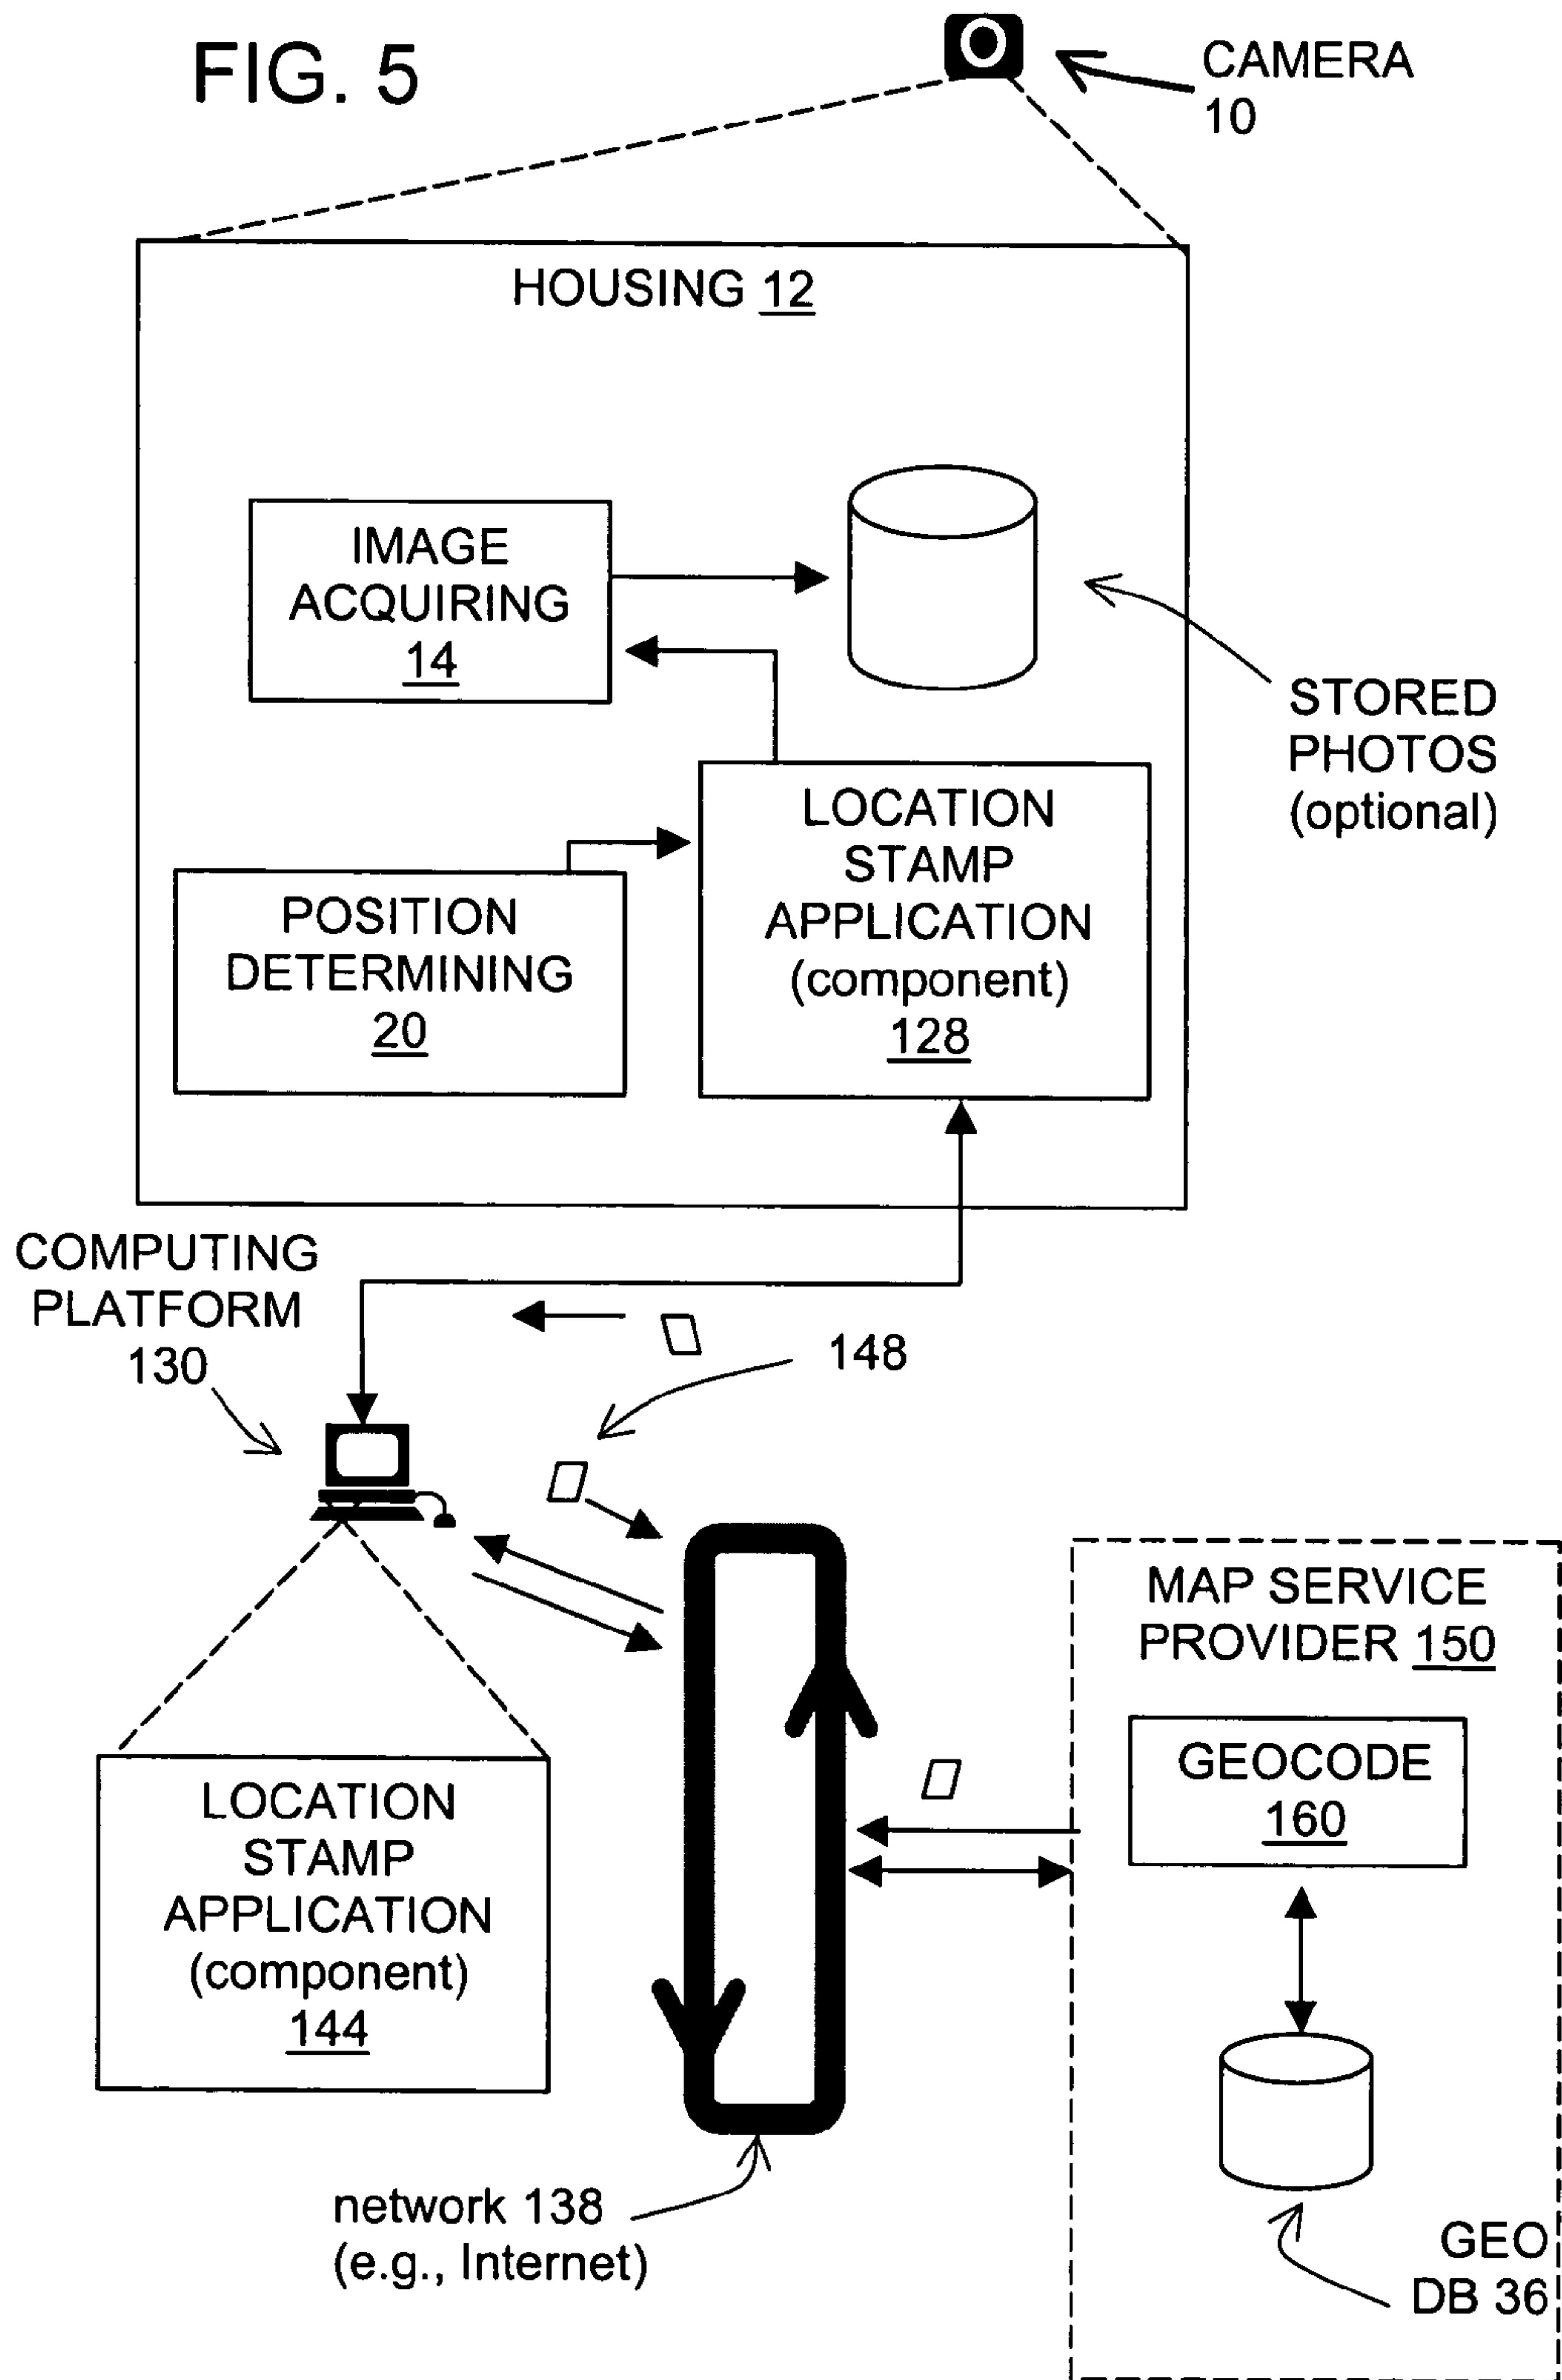 FIG. 5
CAMERA
10
HOUSING 12
IMAGE
ACQUIRING
14
STORED
PHOTOS
(optional)
LOCATION
STAMP
APPLICATION
(component)
128
POSITION
DETERMINING
20
COMPUTING
PLATFORM
130
148
MAP SERVICE
PROVIDER 150
GEOCODE
160
LOCATION
STAMP
APPLICATION
(component)
144
network 138
(e.g., Internet)
GEO
DB 36